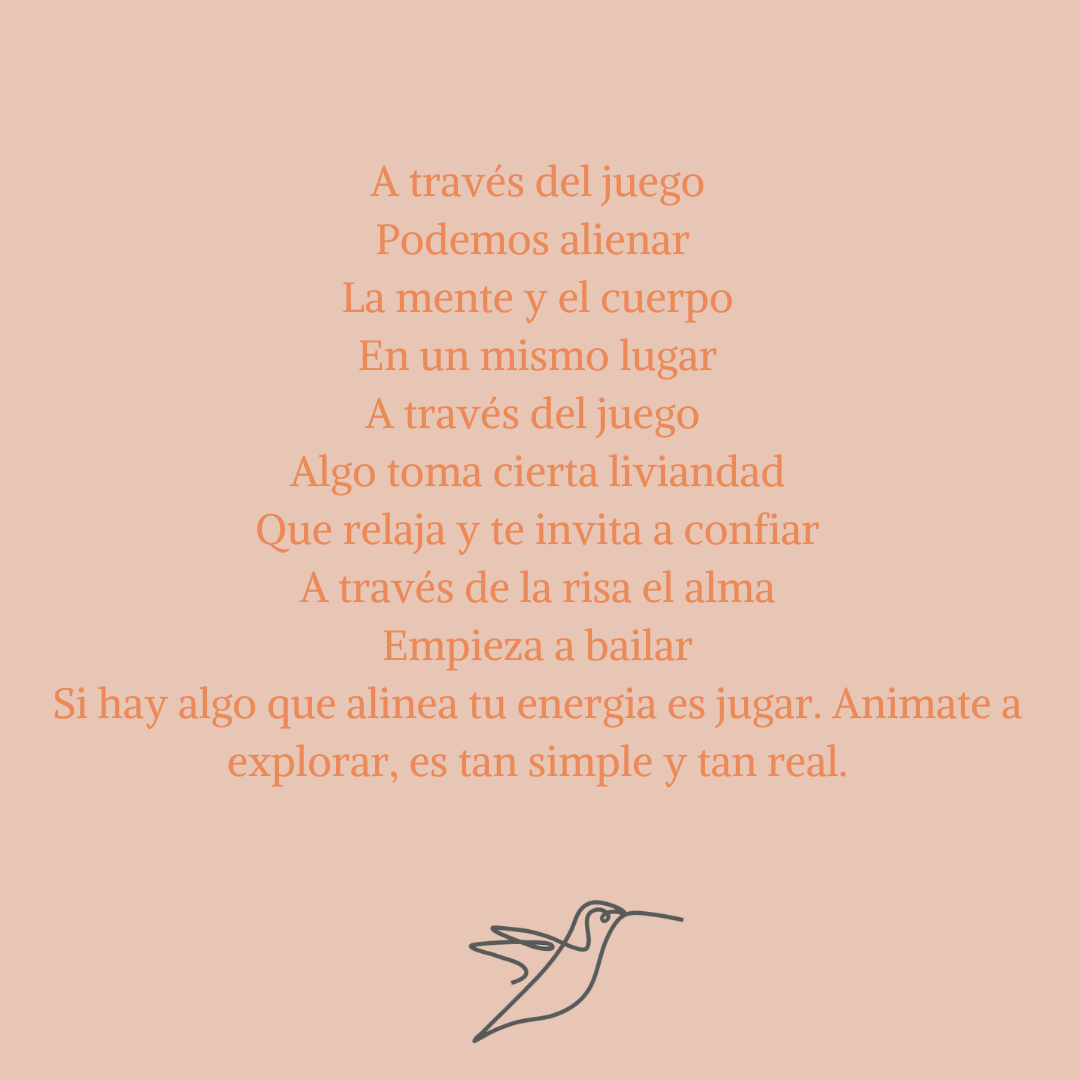 A través del juego
Podemos alienar
La mente y el cuerpo
En un mismo lugar
A través del juego
Algo toma cierta liviandad
Que relaja y te invita a confiar
A través de la risa el alma
Empieza a bailar
Si hay algo que alinea tu energia es jugar. Animate a
explorar, es tan simple y tan real.